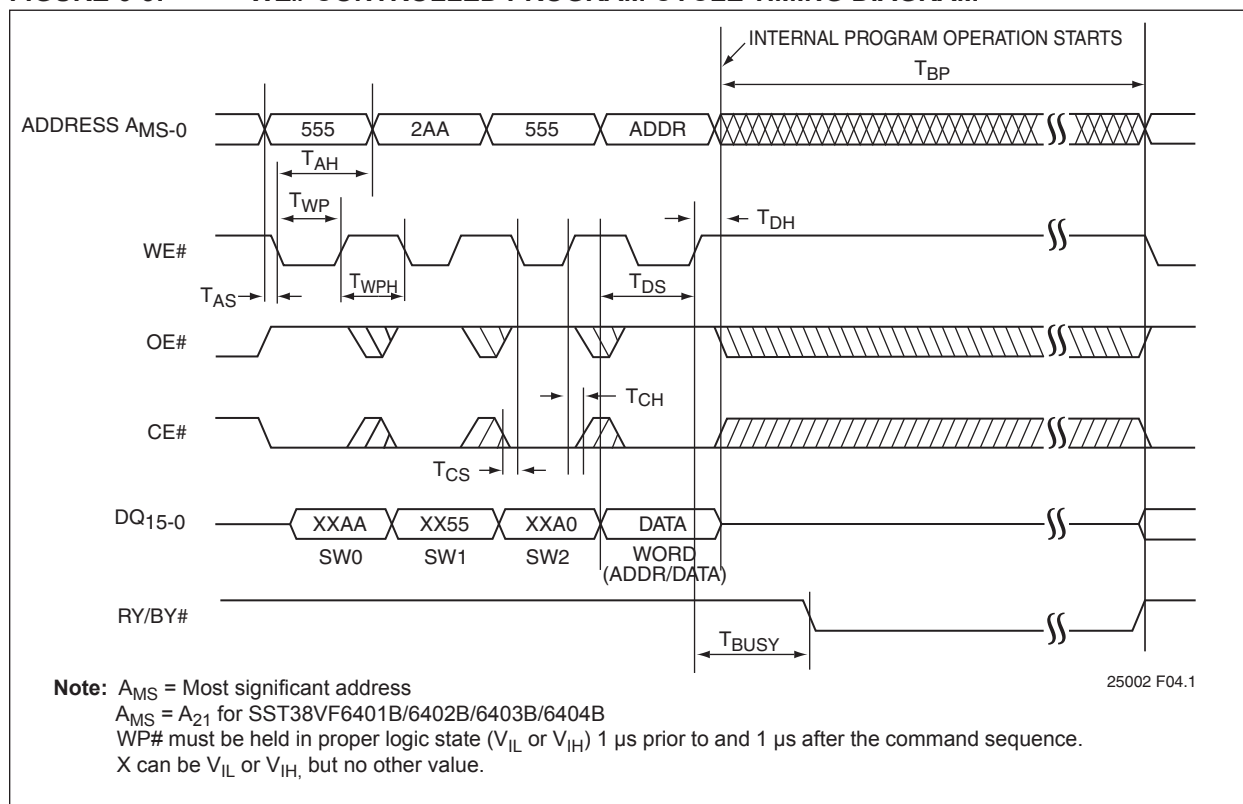 INTERNAL PROGRAM OPERATION STARTS
TBP
ADDRESS AMS-0
555
2AA
555
ADDR
TAH
TWP
TDH
WE#
TWPH
TDS
TAS
OE#
TCH
CE#
TCS
DQ15-0
XXAA
XX55
XXA0
DATA
SW0
SW1
SW2
WORD
(ADDR/DATA)
RY/BY#
TBUSY
25002 F04.1
Note: AMS = Most significant address
AMS = A21 for SST38VF6401B/6402B/6403B/6404B
WP# must be held in proper logic state (VIL or VIH) 1 µs prior to and 1 µs after the command sequence.
X can be VIL or VIH, but no other value.